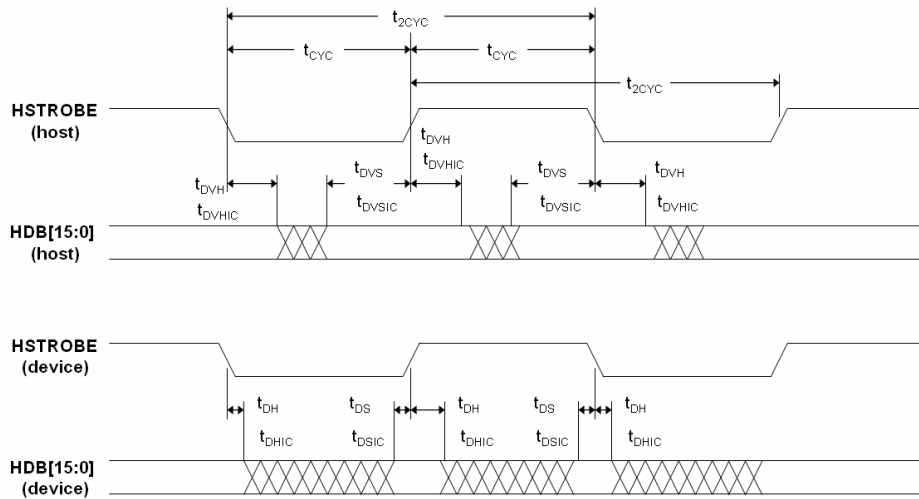 t2CYC
tCYC tCYC
t2CYC
HSTROBE
(host)
tDVH
tDVH tDVS tDVHIC tDVS tDVH
tDVHIC tDVSIC tDVSIC tDVHIC
HDB[15:0]
(host)
HSTROBE
(device)
tDH tDS tDH tDS tDH
tDHIC tDSIC tDHIC tDSIC tDHIC
HDB[15:0]
(device)